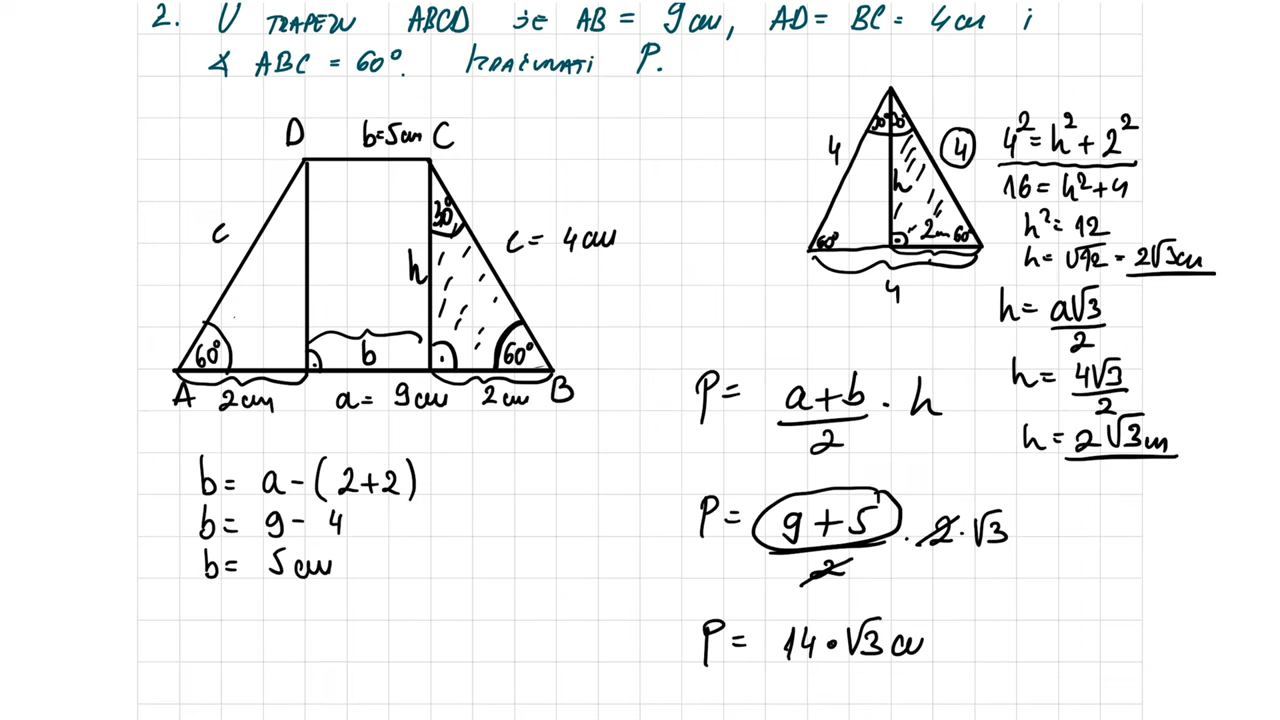 2. U TRAPEZU ABCD JE AB = 9cm, AD = BC = 4cm i
∢ ABC = 60°. IZRAČUNATI P.
D b=5cm C
30°
c
c = 4cm
h
60° b 60°
A 2cm a= 9cm 2cm B
b= a-(2+2)
b= 9-4
b= 5cm
30° 30°
4 4
h
60° 2cm 60°
4
4² = h² + 2²
16 = h² + 4
h² = 12
h= √12 = 2√3cm
h = a√3/2
h = 4√3/2
h = 2√3cm
P= a+b/2 · h
P= 9+5/2 · 2·√3
P= 14·√3 cm